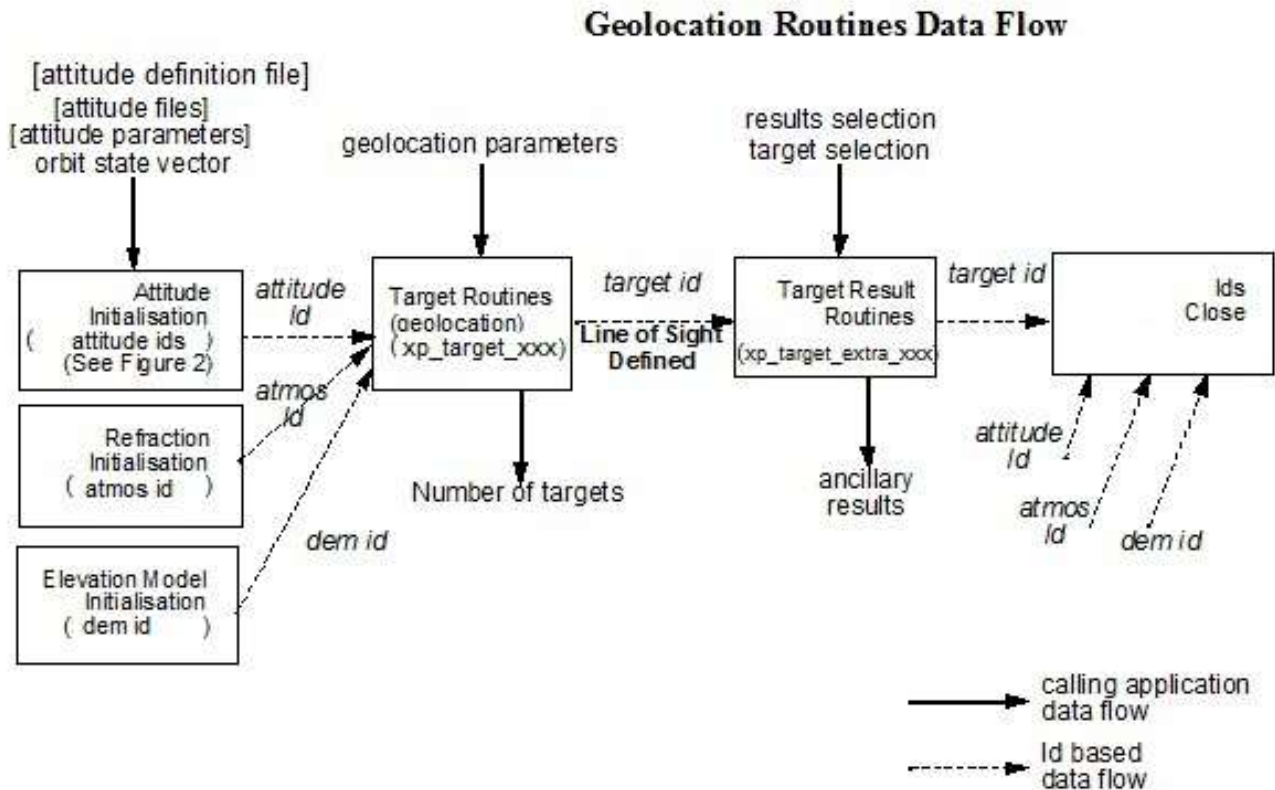 Geolocation Routines Data Flow
[attitude definition file]
[attitude files]
[attitude parameters]
orbit state vector
geolocation parameters
results selection
target selection
Attitude
Initialisation
( attitude ids )
(See Figure 2)
attitude
Id
Target Routines
(geolocation)
(xp_target_xxx)
target id
Line of Sight
Defined
Target Result
Routines
(xp_target_extra_xxx)
target id
Ids
Close
atmos
Id
Refraction
Initialisation
( atmos id )
Number of targets
ancillary
results
attitude
Id
atmos
Id
dem id
dem id
Elevation Model
Initialisation
( dem id )
calling application
data flow
Id based
data flow